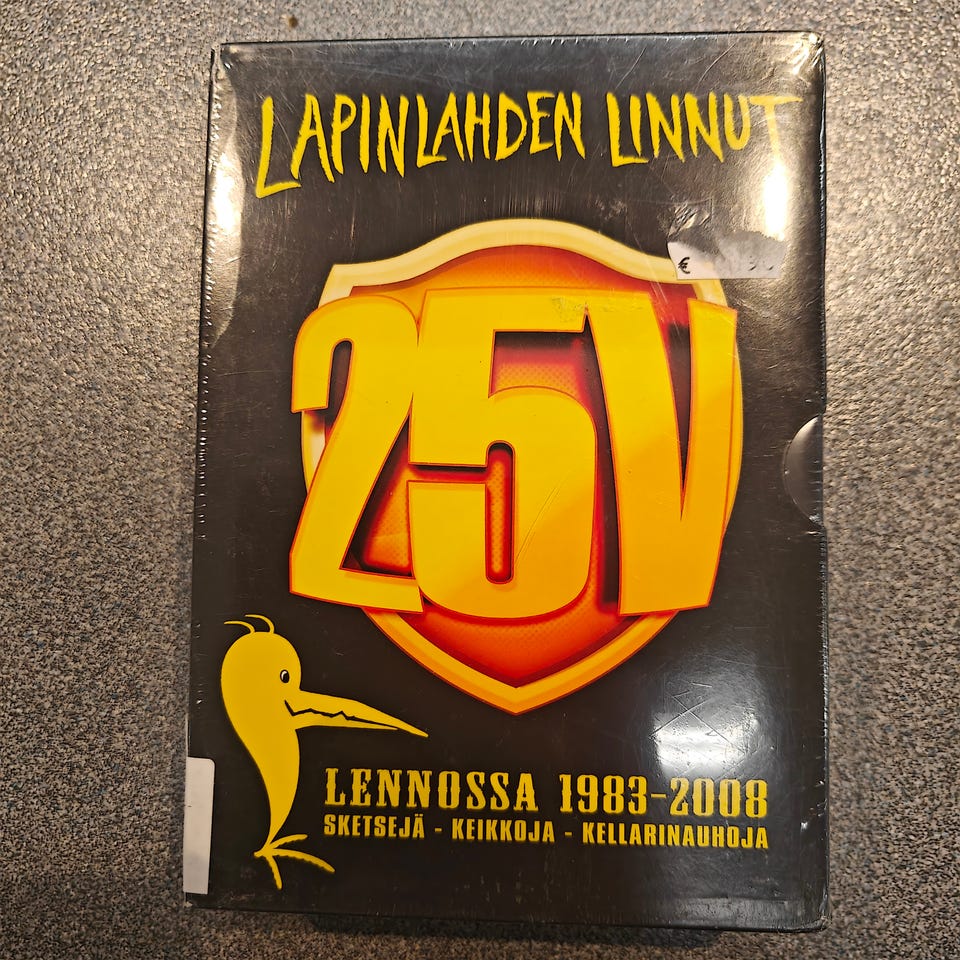 LAPINLAHDEN LINNUT
€
25V
LENNOSSA 1983-2008
SKETSEJÄ - KEIKKOJA - KELLARINAUHOJA